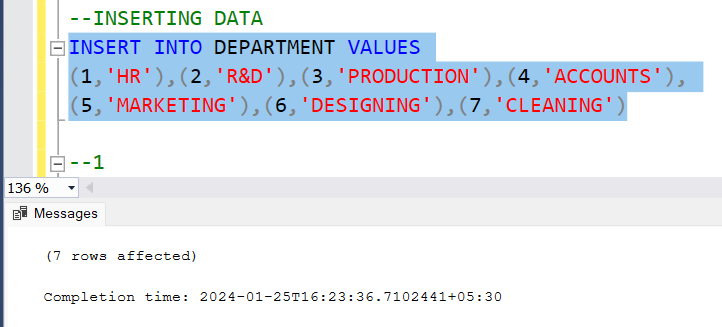 --INSERTING DATA
INSERT INTO DEPARTMENT VALUES
(1,'HR'),(2,'R&D'),(3,'PRODUCTION'),(4,'ACCOUNTS'),
(5,'MARKETING'),(6,'DESIGNING'),(7,'CLEANING')
--1
136 %
Messages
(7 rows affected)
Completion time: 2024-01-25T16:23:36.7102441+05:30